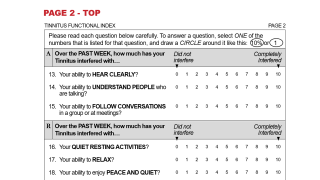 PAGE 2 - TOP
TINNITUS FUNCTIONAL INDEX PAGE 2
Please read each question below carefully. To answer a question, select ONE of the
numbers that is listed for that question, and draw a CIRCLE around it like this: 10% or 1.
A Over the PAST WEEK, how much has your Did not Completely
Tinnitus interfered with... interfere Interfered
13. Your ability to HEAR CLEARLY? 0 1 2 3 4 5 6 7 8 9 10
14. Your ability to UNDERSTAND PEOPLE who 0 1 2 3 4 5 6 7 8 9 10
are talking?
15. Your ability to FOLLOW CONVERSATIONS 0 1 2 3 4 5 6 7 8 9 10
in a group or at meetings?
R Over the PAST WEEK, how much has your Did not Completely
Tinnitus interfered with... interfere Interfered
16. Your QUIET RESTING ACTIVITIES? 0 1 2 3 4 5 6 7 8 9 10
17. Your ability to RELAX? 0 1 2 3 4 5 6 7 8 9 10
18. Your ability to enjoy PEACE AND QUIET? 0 1 2 3 4 5 6 7 8 9 10